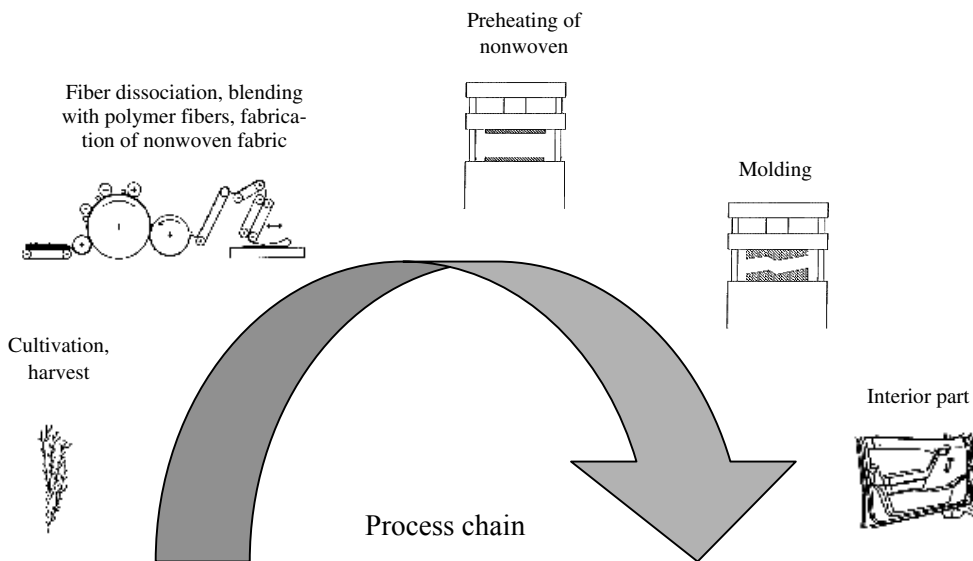 Preheating of
nonwoven
Fiber dissociation, blending
with polymer fibers, fabrica-
tion of nonwoven fabric
Molding
Cultivation,
harvest
Interior part
Process chain